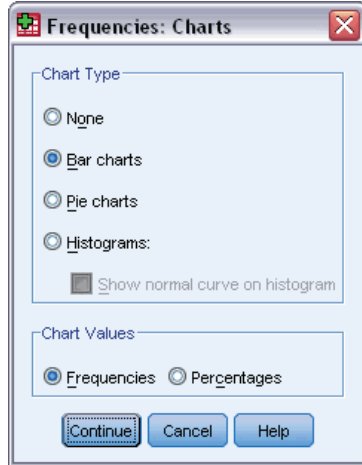 Frequencies: Charts
Chart Type
None
Bar charts
Pie charts
Histograms:
Show normal curve on histogram
Chart Values
Frequencies Percentages
Continue Cancel Help